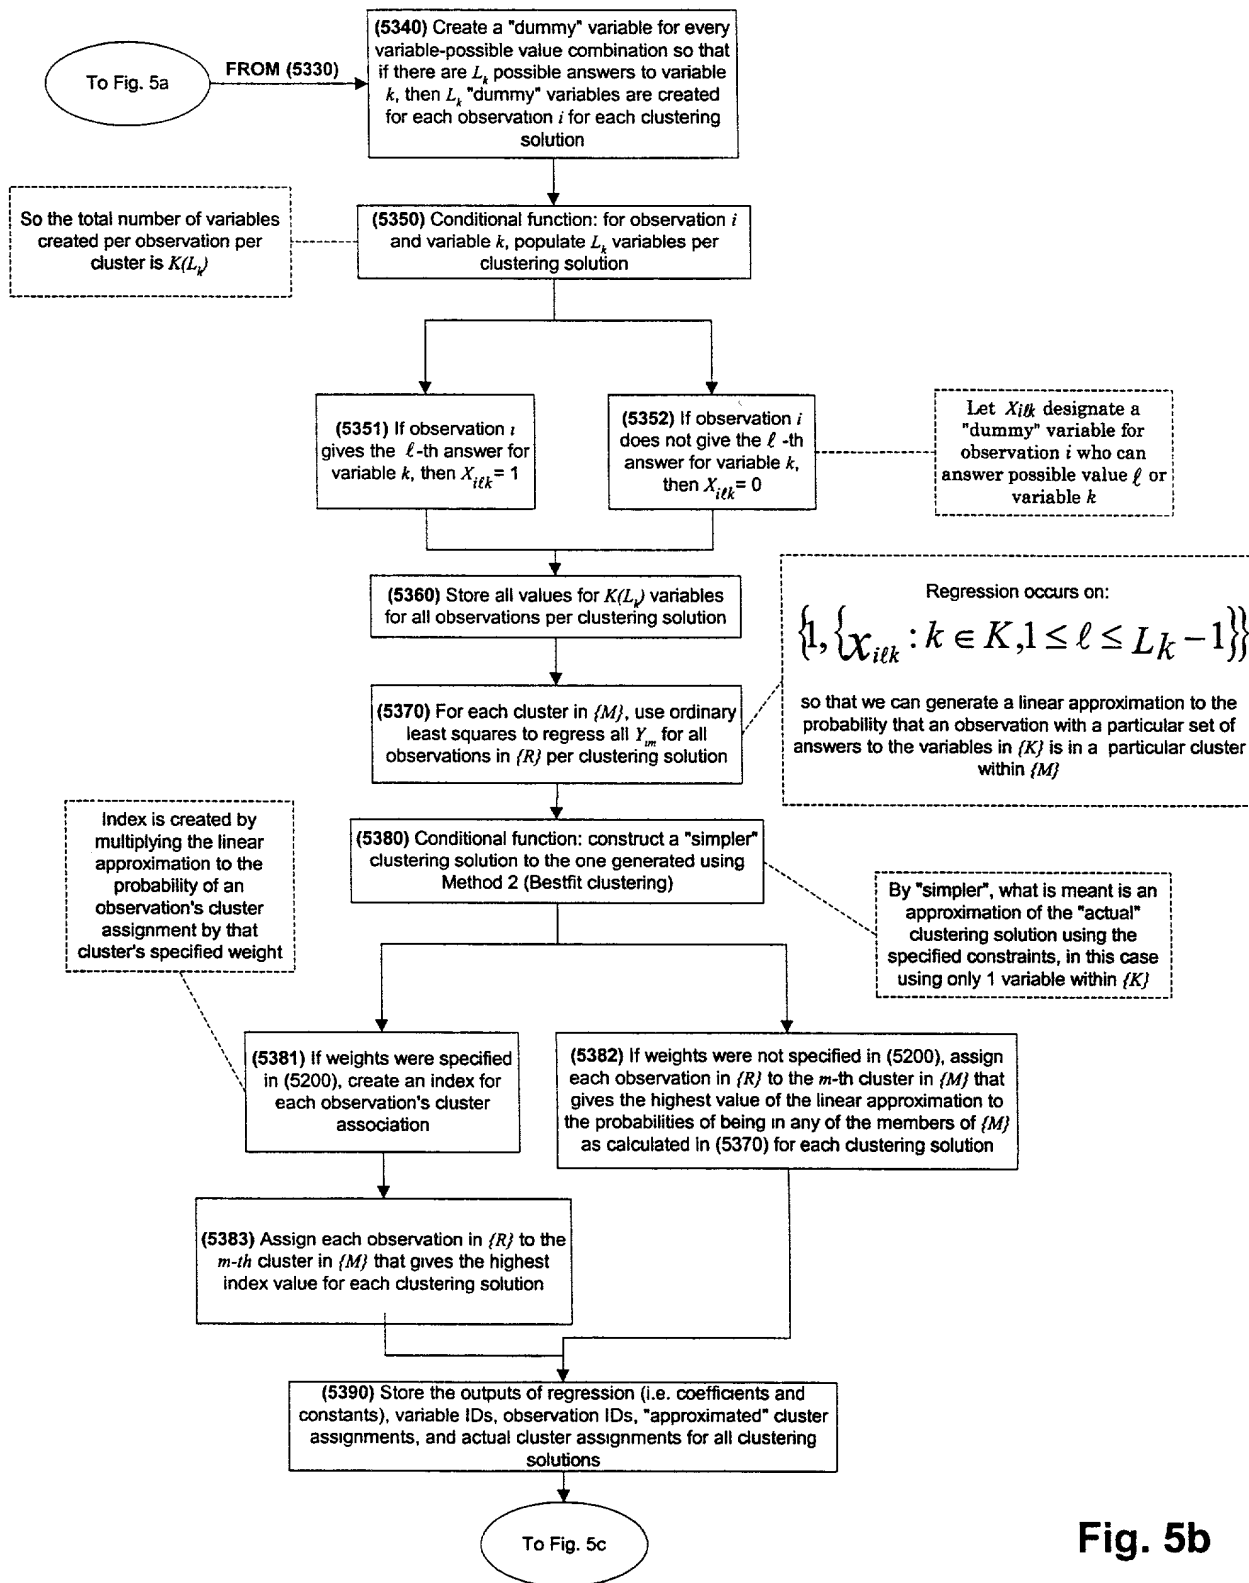 To Fig. 5a
FROM (5330)
(5340) Create a "dummy" variable for every
variable-possible value combination so that
if there are Lₖ possible answers to variable
k, then Lₖ "dummy" variables are created
for each observation i for each clustering
solution
So the total number of variables
created per observation per
cluster is K(Lₖ)
(5350) Conditional function: for observation i
and variable k, populate Lₖ variables per
clustering solution
(5351) If observation i
gives the ℓ-th answer for
variable k, then X_{iℓk} = 1
(5352) If observation i
does not give the ℓ -th
answer for variable k,
then X_{iℓk} = 0
Let X_{iℓk} designate a
"dummy" variable for
observation i who can
answer possible value ℓ or
variable k
(5360) Store all values for K(Lₖ) variables
for all observations per clustering solution
Regression occurs on:
{1, {x_{iℓk} : k ∈ K, 1 ≤ ℓ ≤ Lₖ − 1}}
so that we can generate a linear approximation to the
probability that an observation with a particular set of
answers to the variables in {K} is in a particular cluster
within {M}
(5370) For each cluster in {M}, use ordinary
least squares to regress all Y_{im} for all
observations in {R} per clustering solution
Index is created by
multiplying the linear
approximation to the
probability of an
observation's cluster
assignment by that
cluster's specified weight
(5380) Conditional function: construct a "simpler"
clustering solution to the one generated using
Method 2 (Bestfit clustering)
By "simpler", what is meant is an
approximation of the "actual"
clustering solution using the
specified constraints, in this case
using only 1 variable within {K}
(5381) If weights were specified
in (5200), create an index for
each observation's cluster
association
(5382) If weights were not specified in (5200), assign
each observation in {R} to the m-th cluster in {M} that
gives the highest value of the linear approximation to
the probabilities of being in any of the members of {M}
as calculated in (5370) for each clustering solution
(5383) Assign each observation in {R} to the
m-th cluster in {M} that gives the highest
index value for each clustering solution
(5390) Store the outputs of regression (i.e. coefficients and
constants), variable IDs, observation IDs, "approximated" cluster
assignments, and actual cluster assignments for all clustering
solutions
To Fig. 5c
Fig. 5b